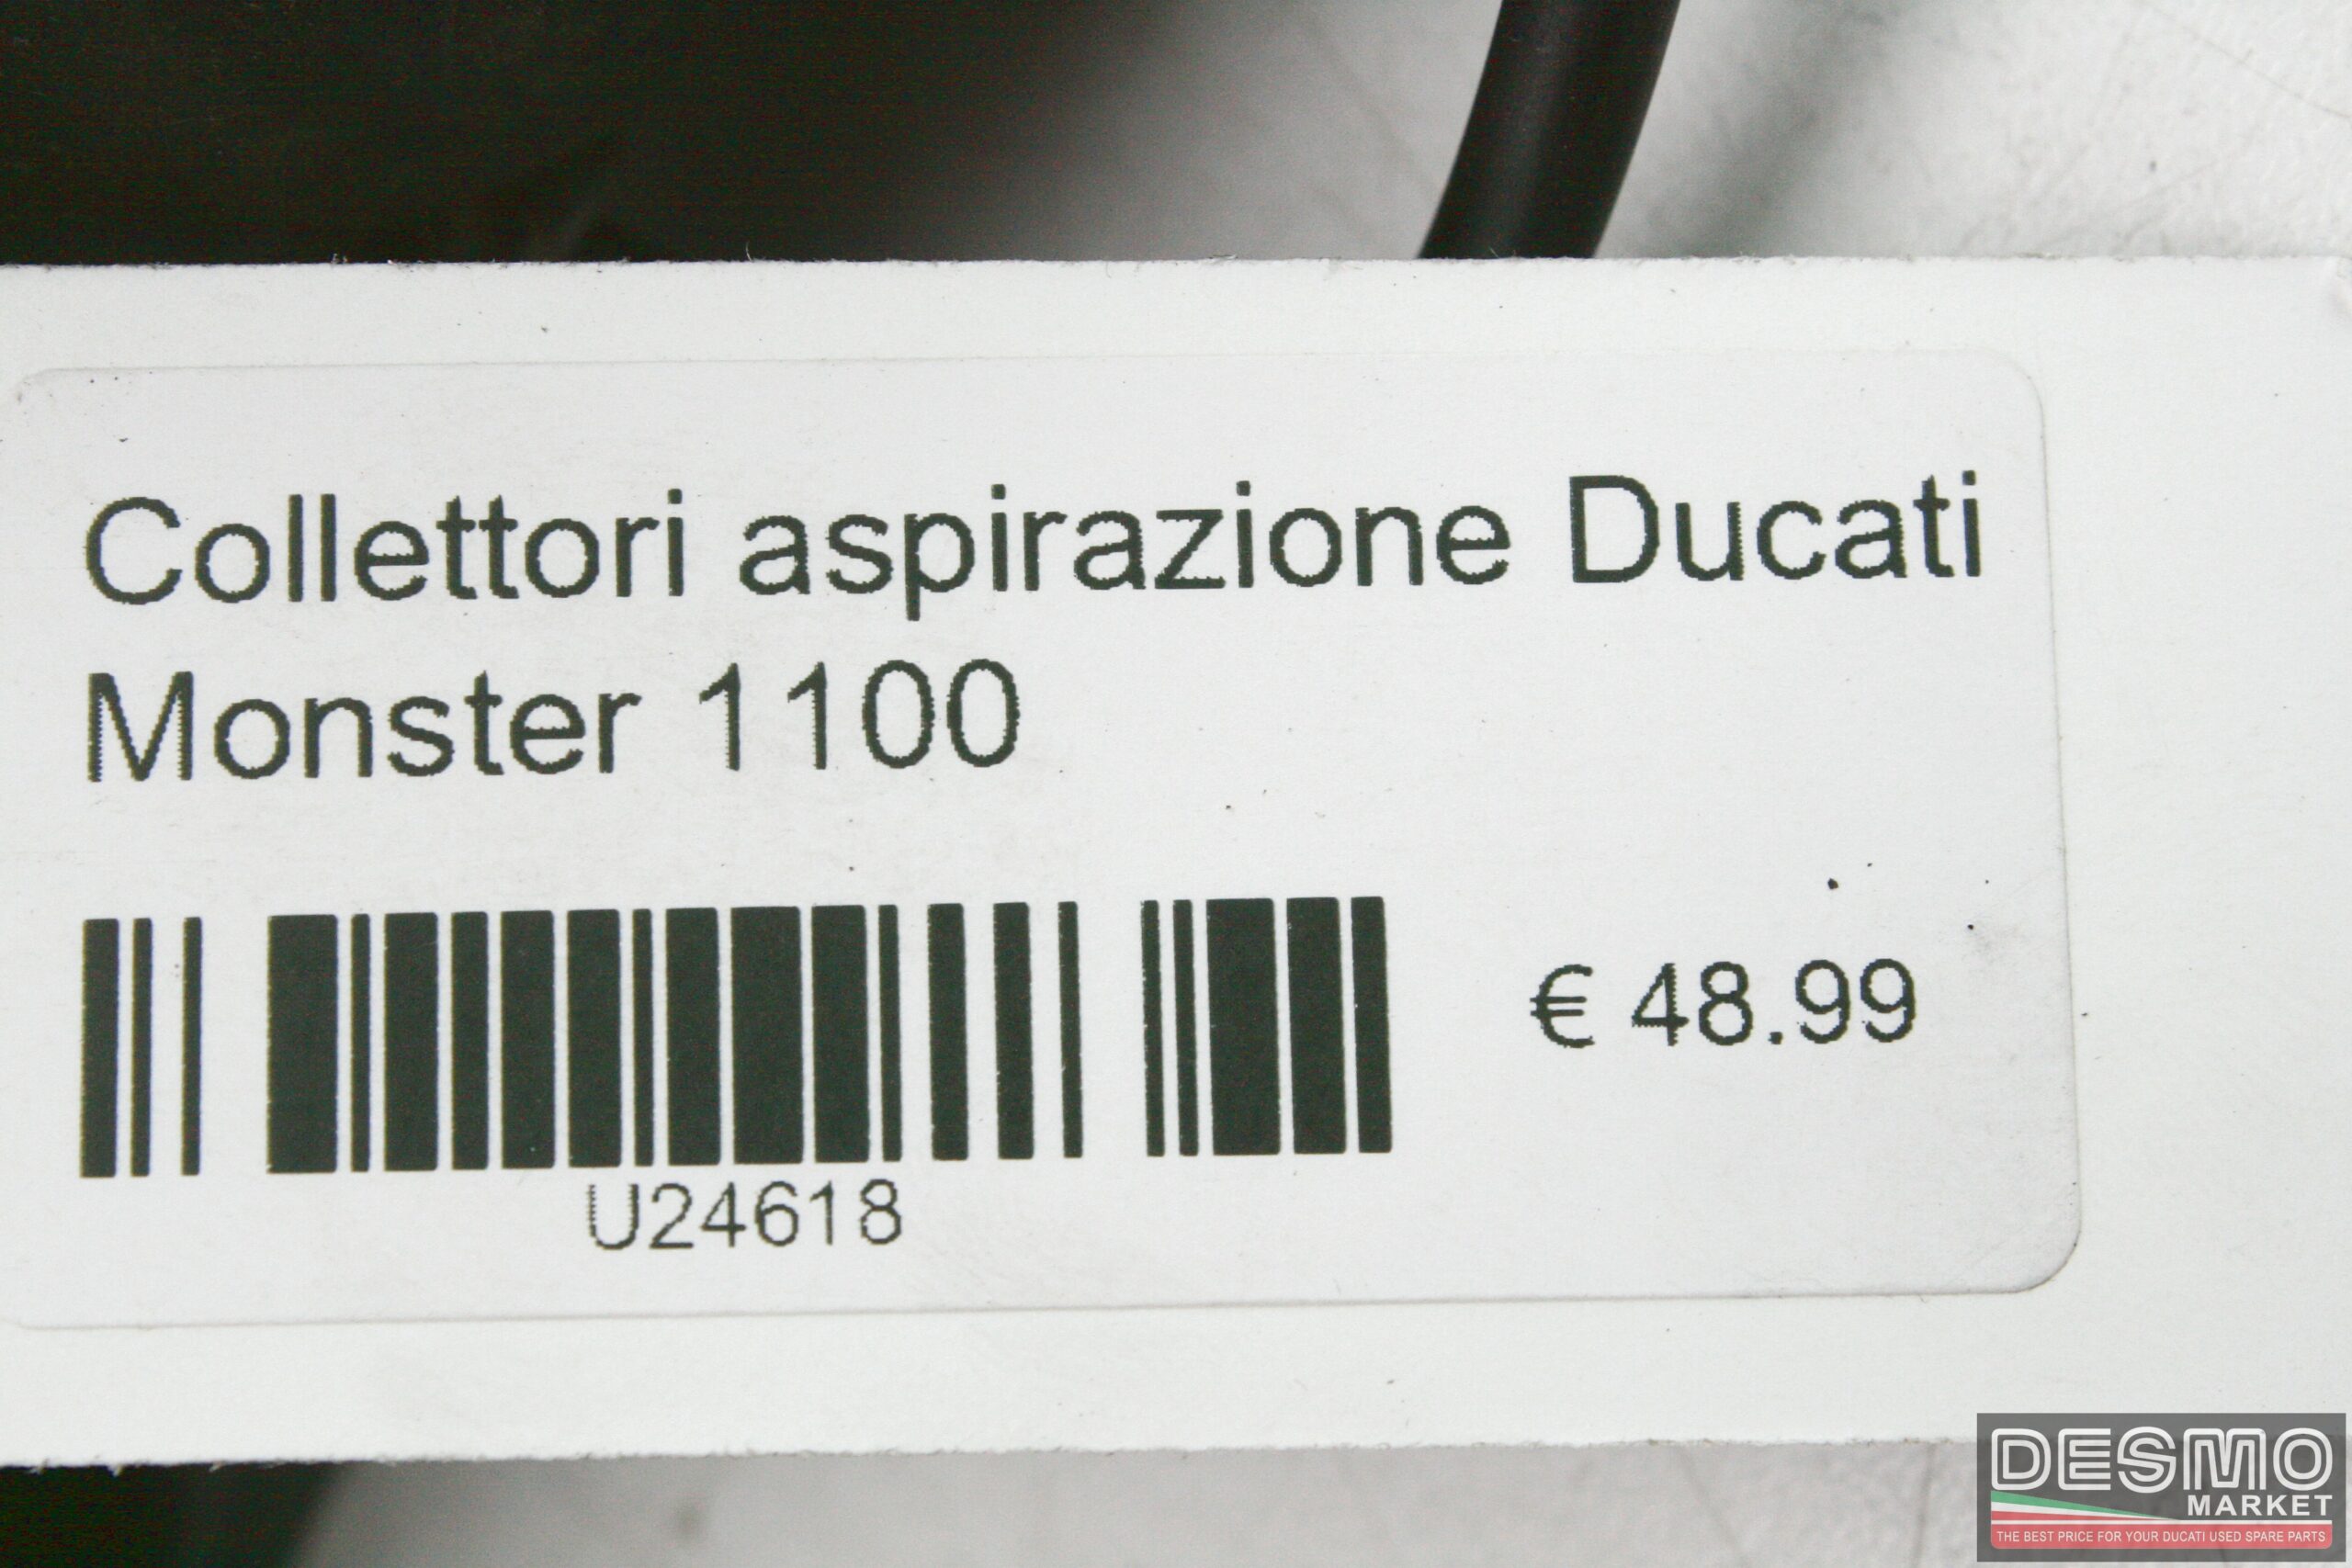 Collettori aspirazione Ducati
Monster 1100
€ 48.99
U24618
DESMO
MARKET
THE BEST PRICE FOR YOUR DUCATI USED SPARE PARTS